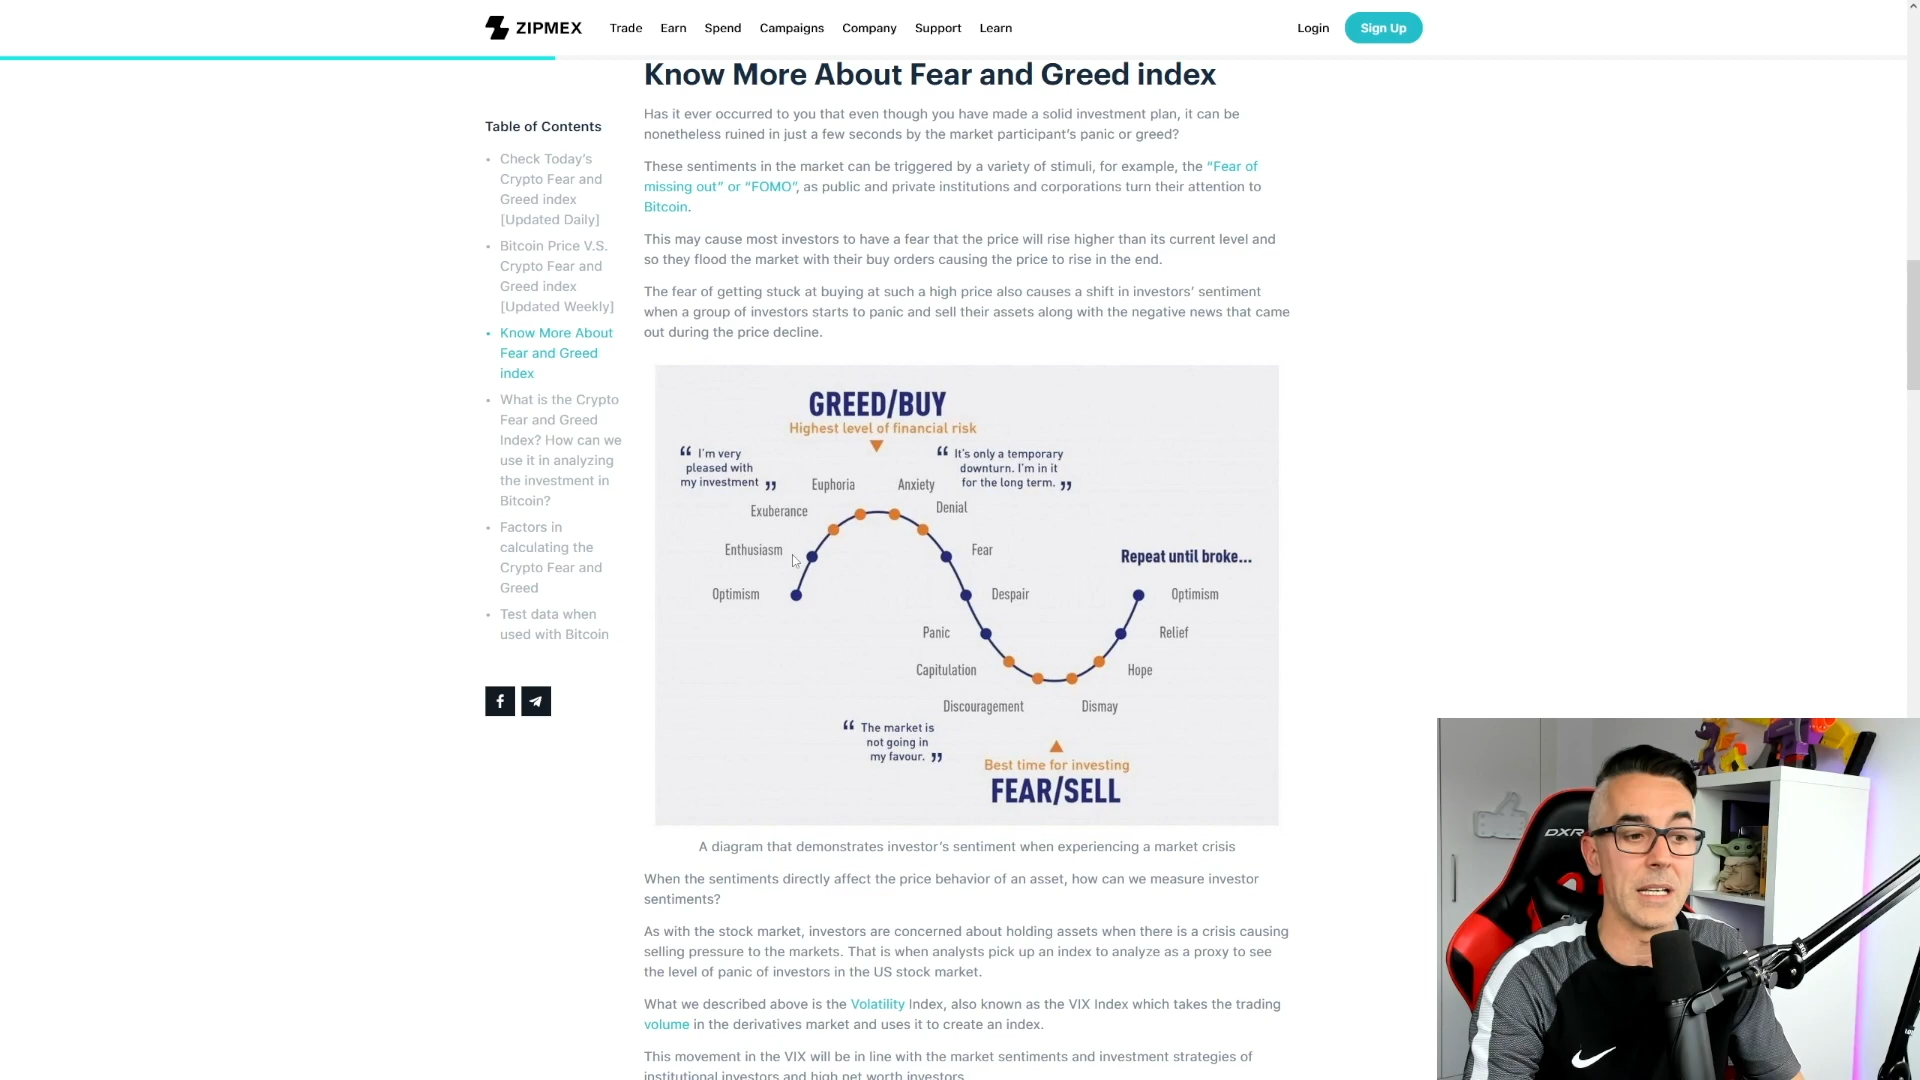 ZIPMEX
Trade Earn Spend Campaigns Company Support Learn
Login
Sign Up
Table of Contents
Check Today's
Crypto Fear and
Greed index
[Updated Daily]
Bitcoin Price V.S.
Crypto Fear and
Greed index
[Updated Weekly]
Know More About
Fear and Greed
index
What is the Crypto
Fear and Greed
Index? How can we
use it in analyzing
the investment in
Bitcoin?
Factors in
calculating the
Crypto Fear and
Greed
Test data when
used with Bitcoin
Know More About Fear and Greed index
Has it ever occurred to you that even though you have made a solid investment plan, it can be
nonetheless ruined in just a few seconds by the market participant's panic or greed?
These sentiments in the market can be triggered by a variety of stimuli, for example, the “Fear of
missing out” or “FOMO”, as public and private institutions and corporations turn their attention to
Bitcoin.
This may cause most investors to have a fear that the price will rise higher than its current level and
so they flood the market with their buy orders causing the price to rise in the end.
The fear of getting stuck at buying at such a high price also causes a shift in investors' sentiment
when a group of investors starts to panic and sell their assets along with the negative news that came
out during the price decline.
GREED/BUY
Highest level of financial risk
“ I'm very
pleased with
my investment ”
“ It's only a temporary
downturn. I'm in it
for the long term. ”
Euphoria
Anxiety
Exuberance
Denial
Enthusiasm
Fear
Repeat until broke...
Optimism
Despair
Optimism
Panic
Relief
Capitulation
Hope
Discouragement
Dismay
“ The market is
not going in
my favour. ”
Best time for investing
FEAR/SELL
A diagram that demonstrates investor's sentiment when experiencing a market crisis
When the sentiments directly affect the price behavior of an asset, how can we measure investor
sentiments?
As with the stock market, investors are concerned about holding assets when there is a crisis causing
selling pressure to the markets. That is when analysts pick up an index to analyze as a proxy to see
the level of panic of investors in the US stock market.
What we described above is the Volatility Index, also known as the VIX Index which takes the trading
volume in the derivatives market and uses it to create an index.
This movement in the VIX will be in line with the market sentiments and investment strategies of
institutional investors and high net worth investors.
DXR